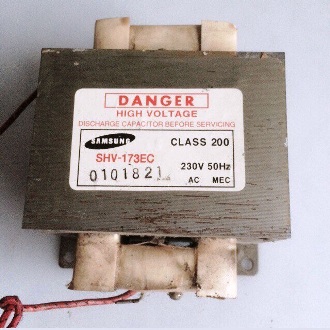 DANGER
HIGH VOLTAGE
DISCHARGE CAPACITOR BEFORE SERVICING
SAMSUNG CLASS 200
SHV-173EC 230V 50Hz
0101821 AC MEC